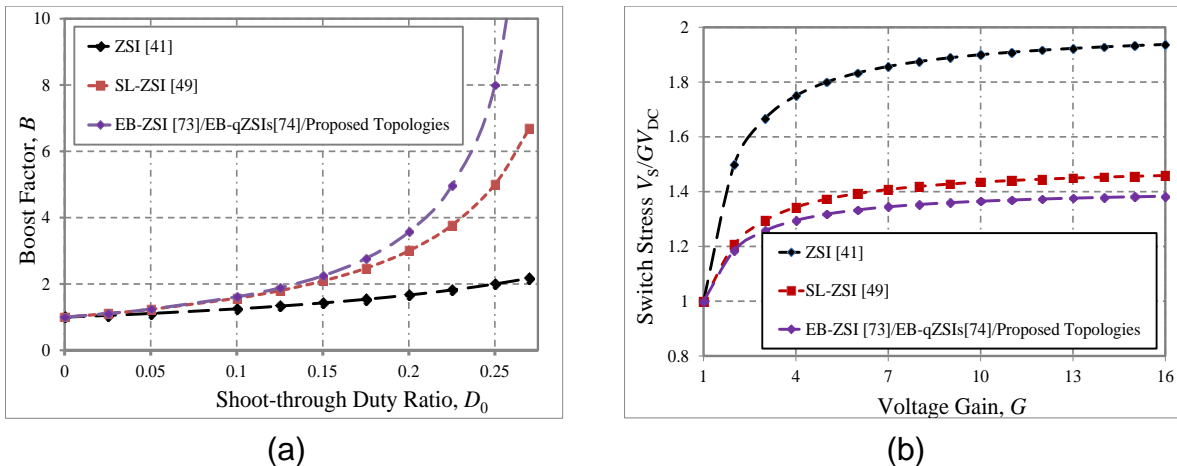 10
8
6
4
2
0
Boost Factor, B
ZSI [41]
SL-ZSI [49]
EB-ZSI [73]/EB-qZSIs[74]/Proposed Topologies
0 0.05 0.1 0.15 0.2 0.25
Shoot-through Duty Ratio, D0
(a)
2
1.8
1.6
1.4
1.2
1
0.8
Switch Stress VS/GVDC
ZSI [41]
SL-ZSI [49]
EB-ZSI [73]/EB-qZSIs[74]/Proposed Topologies
1 4 7 10 13 16
Voltage Gain, G
(b)